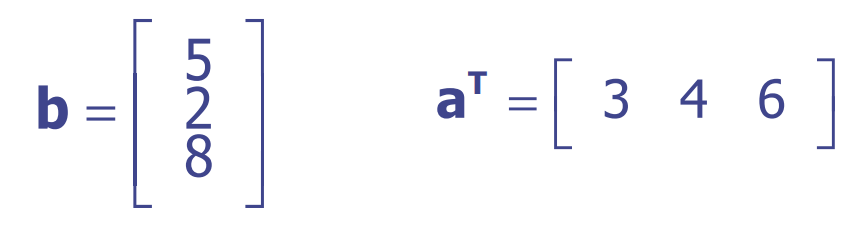 5
b = 2
8
aᵀ = 3 4 6